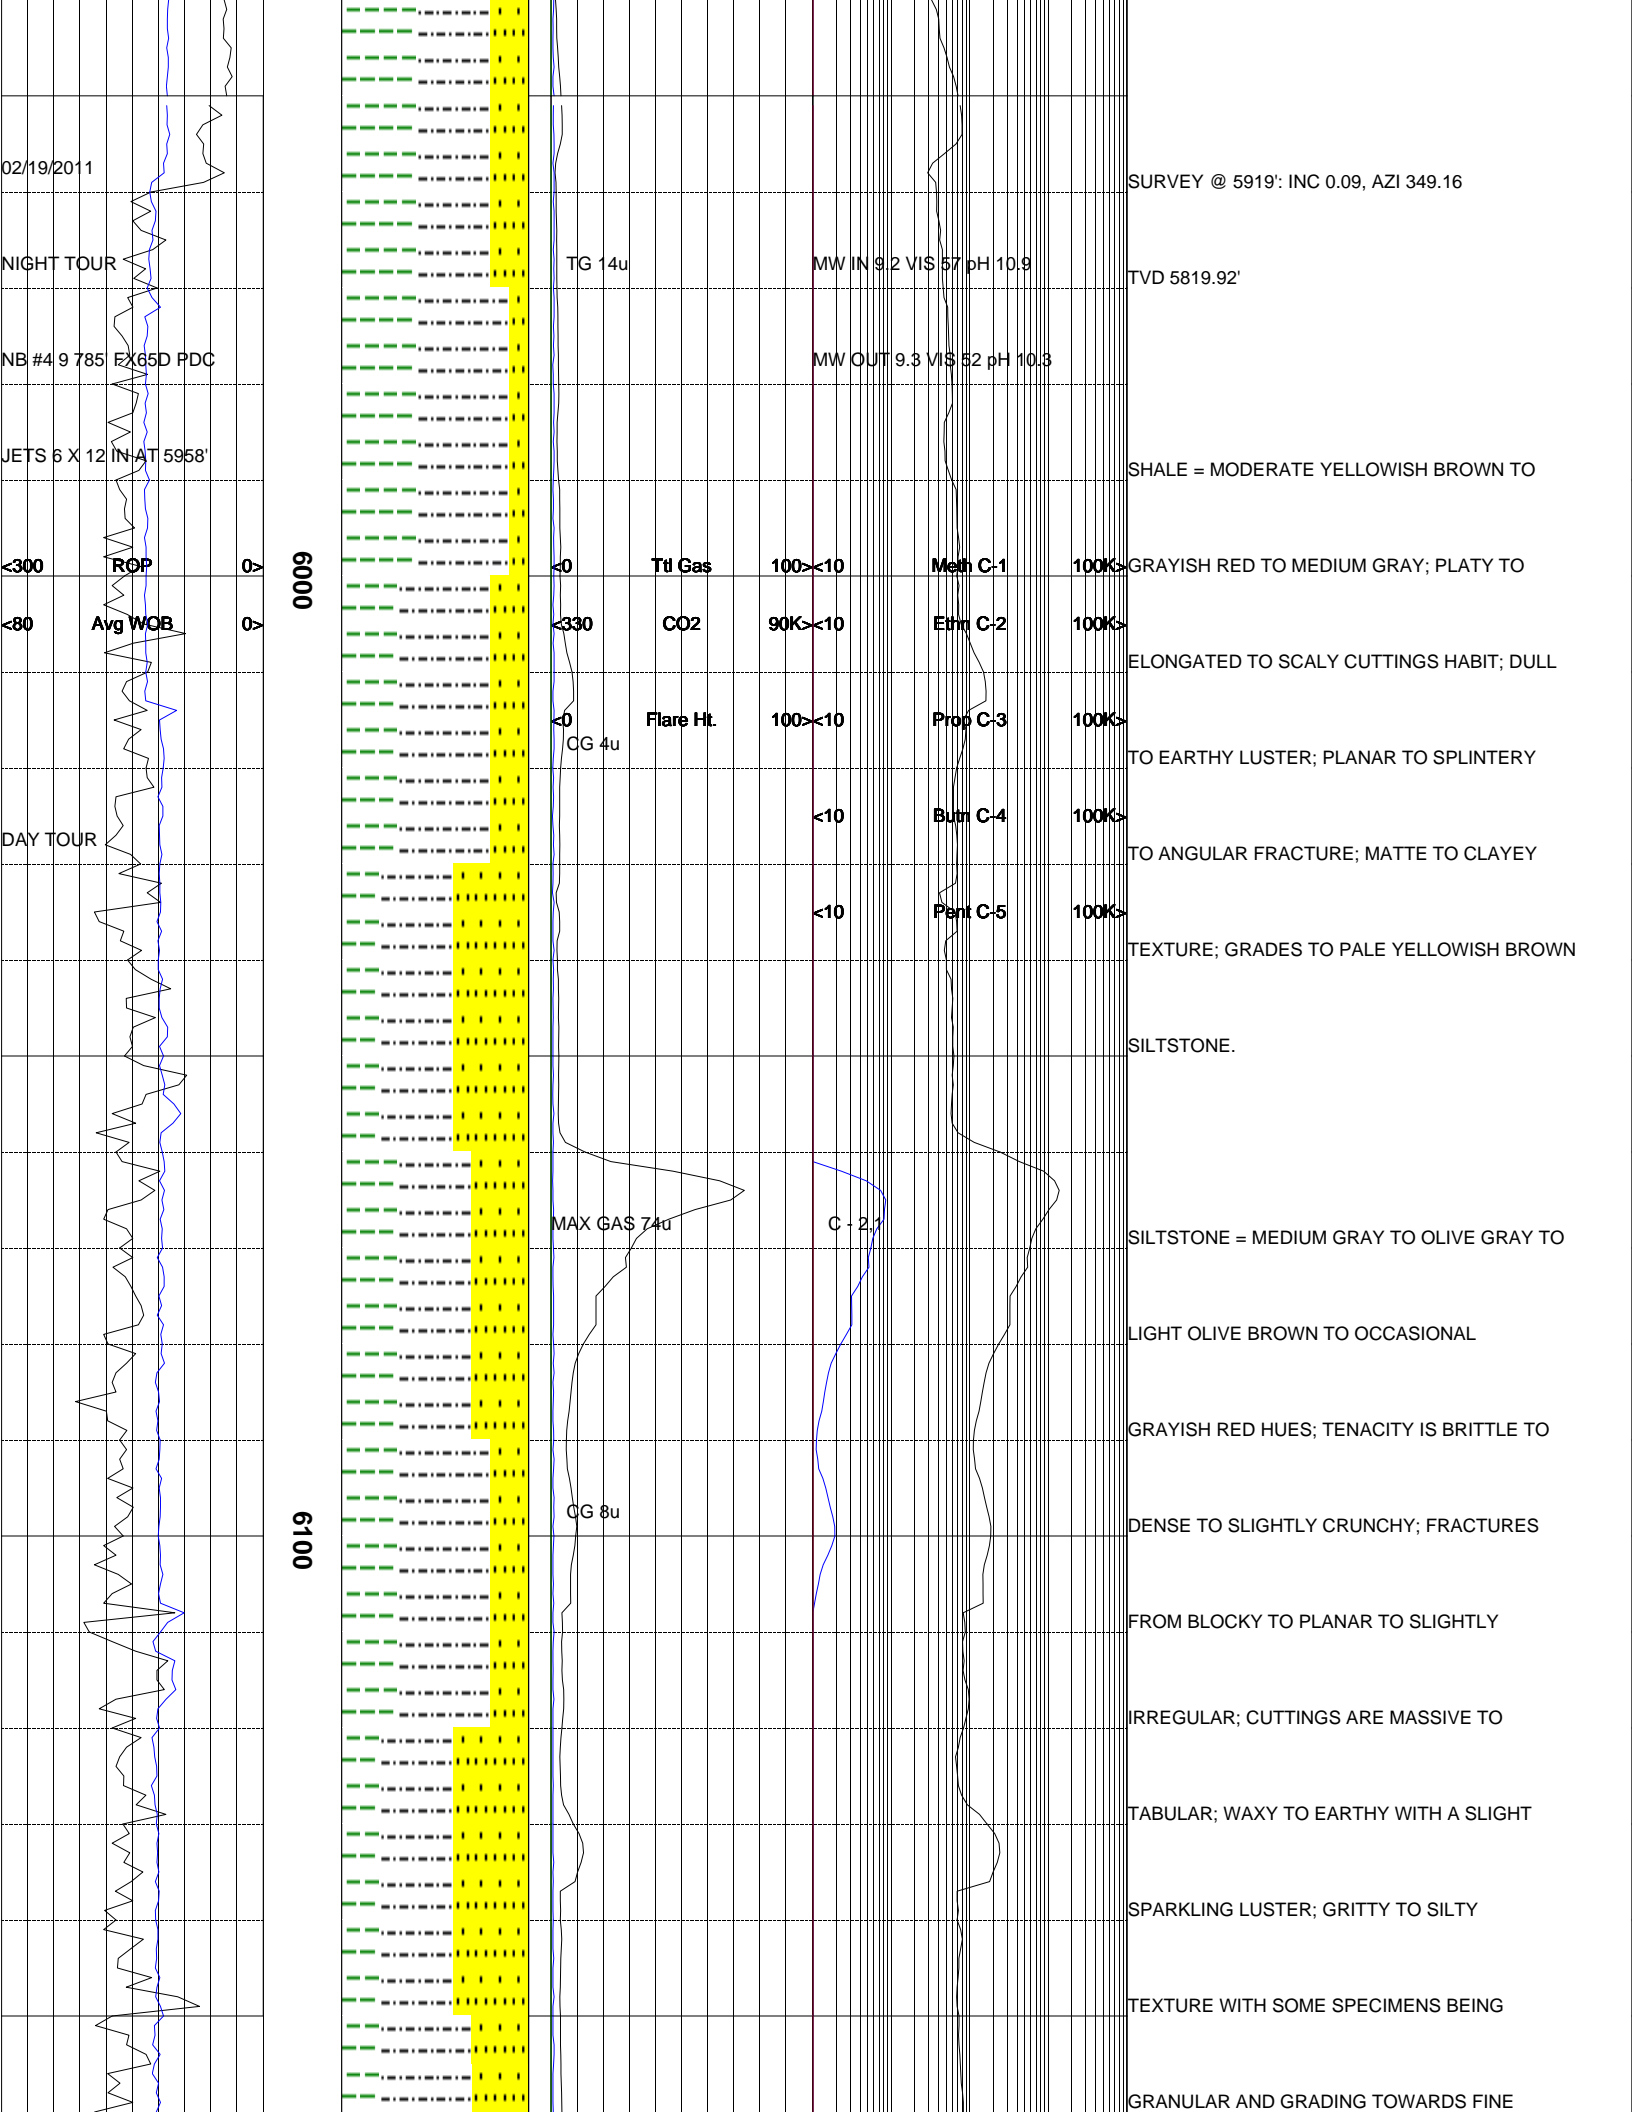 02/19/2011
SURVEY @ 5919': INC 0.09, AZI 349.16
NIGHT TOUR
TG 14u
MW IN 9.2 VIS 57 pH 10.9
TVD 5819.92'
NB #4 9 785' FX65D PDC
MW OUT 9.3 VIS 52 pH 10.3
JETS 6 X 12 IN AT 5958'
SHALE = MODERATE YELLOWISH BROWN TO
<300 ROP 0>
6000
<0 Ttl Gas 100>
<10 Meth C-1 100K>
GRAYISH RED TO MEDIUM GRAY; PLATY TO
<80 Avg WOB 0>
<330 CO2 90K>
<10 Ethn C-2 100K>
ELONGATED TO SCALY CUTTINGS HABIT; DULL
<0 Flare Ht. 100>
<10 Prop C-3 100K>
CG 4u
TO EARTHY LUSTER; PLANAR TO SPLINTERY
<10 Butn C-4 100K>
DAY TOUR
TO ANGULAR FRACTURE; MATTE TO CLAYEY
<10 Pent C-5 100K>
TEXTURE; GRADES TO PALE YELLOWISH BROWN
SILTSTONE.
MAX GAS 74u
C - 2,1
SILTSTONE = MEDIUM GRAY TO OLIVE GRAY TO
LIGHT OLIVE BROWN TO OCCASIONAL
GRAYISH RED HUES; TENACITY IS BRITTLE TO
CG 8u
6100
DENSE TO SLIGHTLY CRUNCHY; FRACTURES
FROM BLOCKY TO PLANAR TO SLIGHTLY
IRREGULAR; CUTTINGS ARE MASSIVE TO
TABULAR; WAXY TO EARTHY WITH A SLIGHT
SPARKLING LUSTER; GRITTY TO SILTY
TEXTURE WITH SOME SPECIMENS BEING
GRANULAR AND GRADING TOWARDS FINE